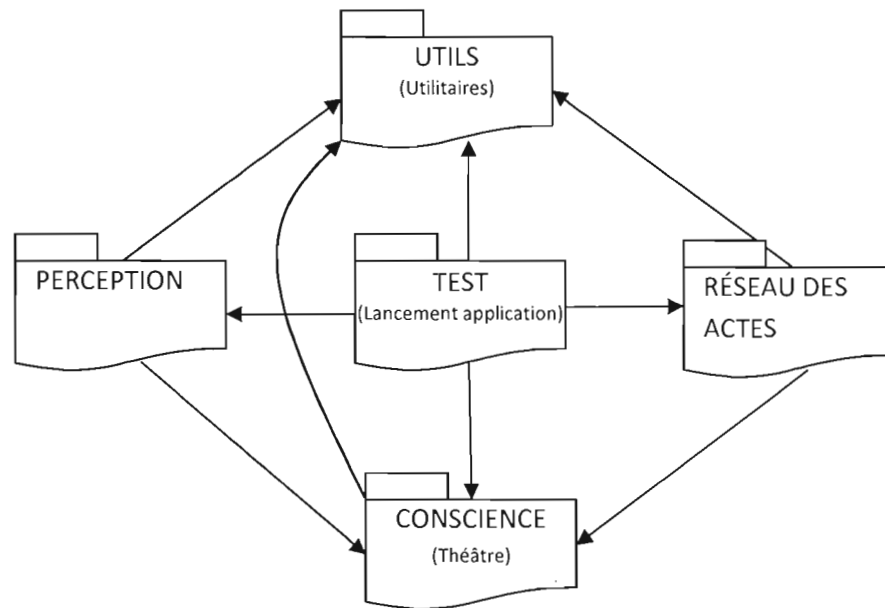 UTILS
(Utilitaires)
PERCEPTION
TEST
(Lancement application)
RÉSEAU DES
ACTES
CONSCIENCE
(Théâtre)